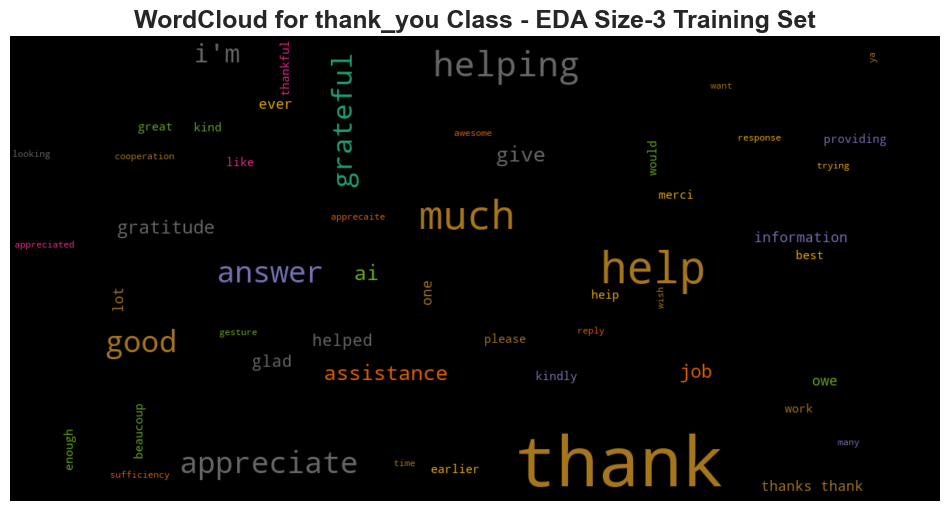 WordCloud for thank_you Class - EDA Size-3 Training Set
i'm
thankful
grateful
helping
ya
want
ever
great
kind
awesome
response
providing
looking
cooperation
like
give
would
trying
merci
apprecaite
much
gratitude
information
appreciated
best
answer
ai
help
lot
one
heip
wish
gesture
reply
good
helped
please
glad
assistance
kindly
job
owe
beaucoup
work
enough
many
appreciate
time
earlier
thank
sufficiency
thanks thank